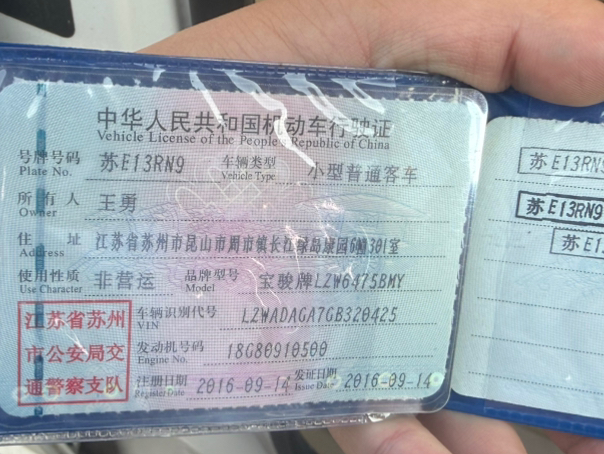 中华人民共和国机动车行驶证
Vehicle License of the People's Republic of China
号牌号码 苏E13RN9 车辆类型 小型普通客车
Plate No. Vehicle Type
所有人 王勇
Owner
住址 江苏省苏州市昆山市周市镇长江绿岛康园6 301室
Address
使用性质 非营运 品牌型号 宝骏牌LZW6475BMY
Use Character Model
江苏省苏州
市公安局交
通警察支队
车辆识别代号 LZWADAGA7GB320425
VIN
发动机号码 18G80910500
Engine No.
注册日期 2016-09-14 发证日期 2016-09-14
Register Date Issue Date
苏E13RN9
苏E13RN9
苏E1